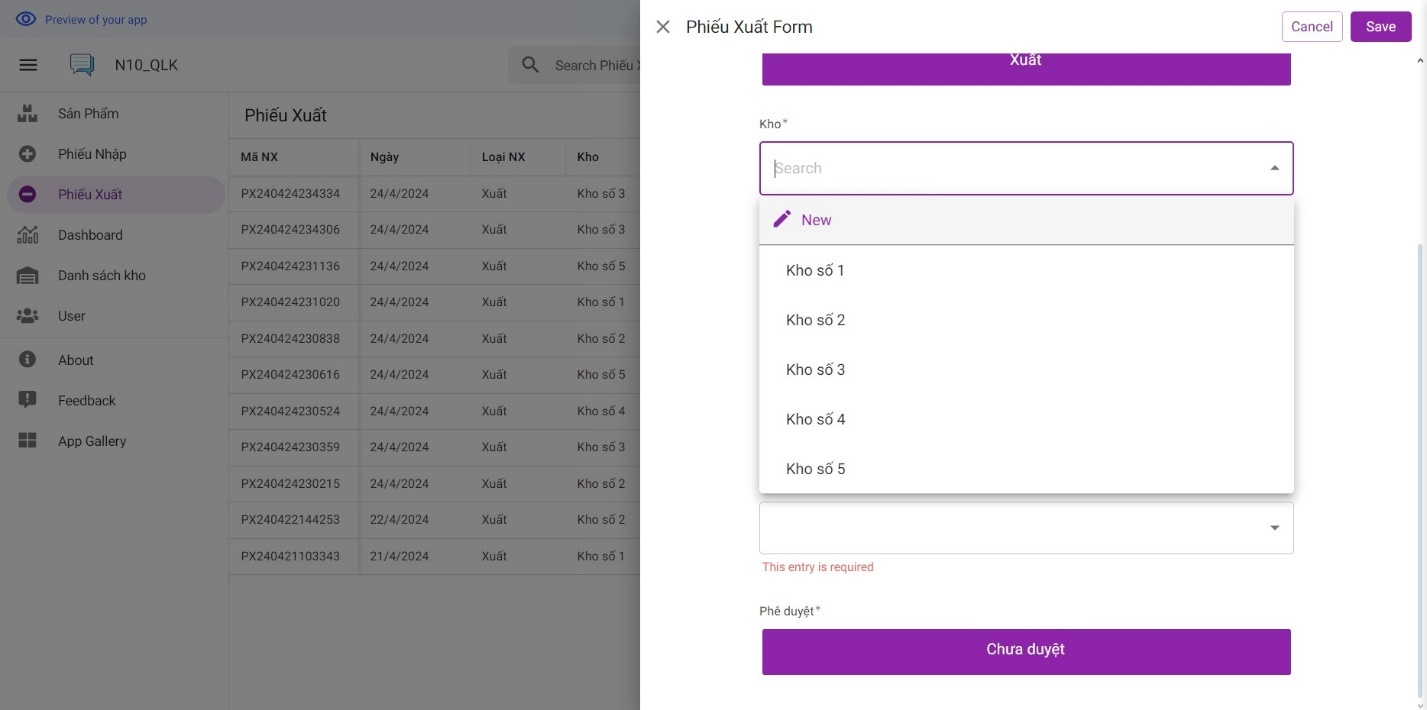 Preview of your app
N10_QLK
Search Phiếu
Sản Phẩm
Phiếu Nhập
Phiếu Xuất
Dashboard
Danh sách kho
User
About
Feedback
App Gallery
Phiếu Xuất
Mã NX Ngày Loại NX Kho
PX240424234334 24/4/2024 Xuất Kho số 3
PX240424234306 24/4/2024 Xuất Kho số 3
PX240424231136 24/4/2024 Xuất Kho số 5
PX240424231020 24/4/2024 Xuất Kho số 1
PX240424230838 24/4/2024 Xuất Kho số 2
PX240424230616 24/4/2024 Xuất Kho số 5
PX240424230524 24/4/2024 Xuất Kho số 4
PX240424230359 24/4/2024 Xuất Kho số 3
PX240424230215 24/4/2024 Xuất Kho số 2
PX240422144253 22/4/2024 Xuất Kho số 2
PX240421103343 21/4/2024 Xuất Kho số 1
Phiếu Xuất Form
Cancel
Save
Xuất
Kho*
Search
New
Kho số 1
Kho số 2
Kho số 3
Kho số 4
Kho số 5
This entry is required
Phê duyệt*
Chưa duyệt